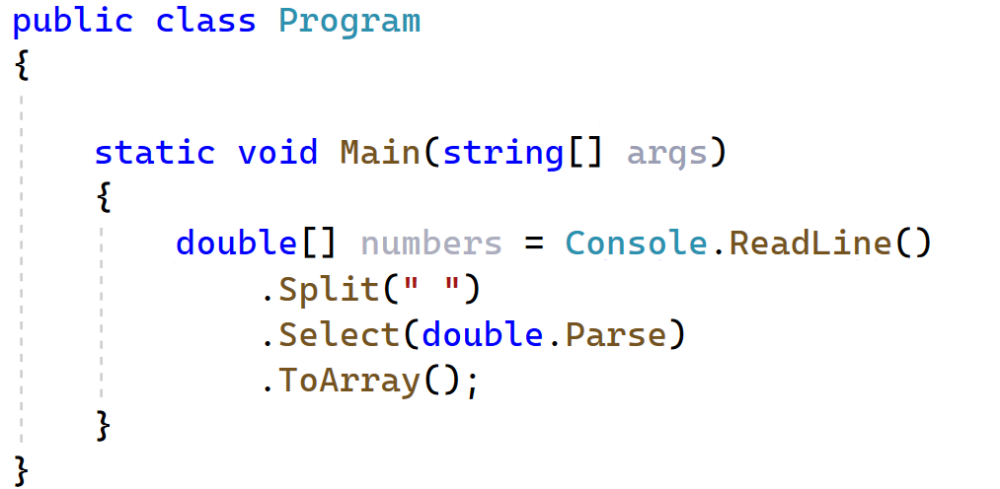 public class Program
{
static void Main(string[] args)
{
double[] numbers = Console.ReadLine()
.Split(" ")
.Select(double.Parse)
.ToArray();
}
}